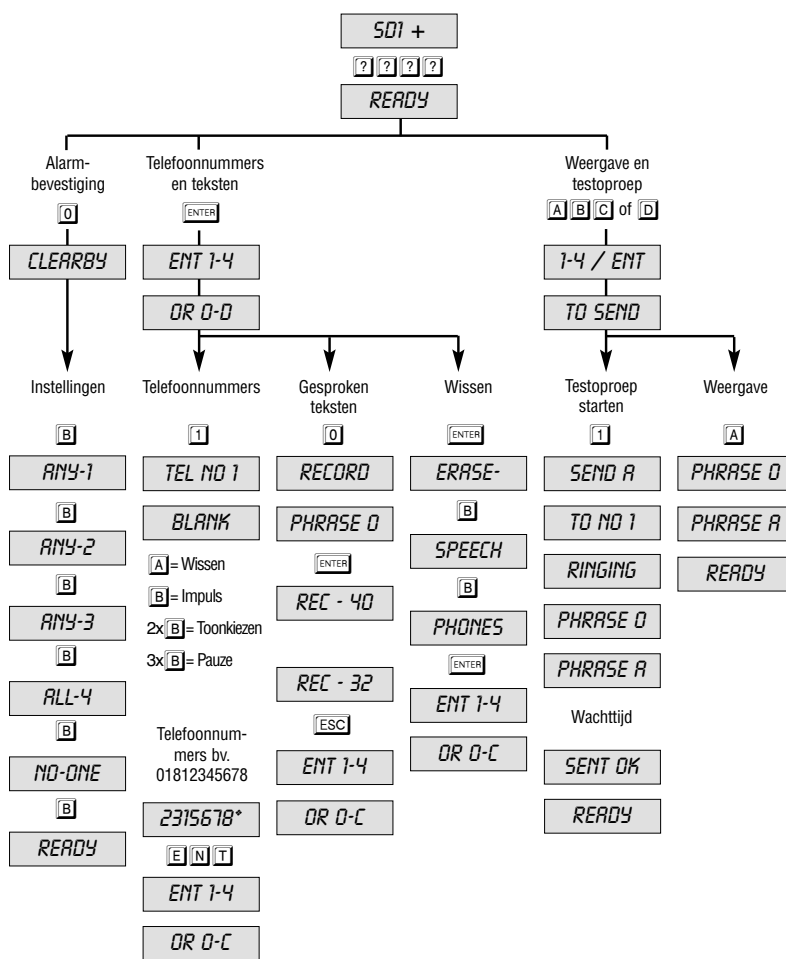 SD1 +
? ? ? ?
READY
Alarm-
bevestiging
0
CLEARBY
Instellingen
B
ANY-1
B
ANY-2
B
ANY-3
B
ALL-4
B
NO-ONE
B
READY
Telefoonnummers
en teksten
ENTER
ENT 1-4
OR 0-D
Telefoonnummers
1
TEL NO 1
BLANK
A = Wissen
B = Impuls
2x B = Toonkiezen
3x B = Pauze
Telefoonnum-
mers bv.
01812345678
2315678*
E N T
ENT 1-4
OR 0-C
Gesproken
teksten
0
RECORD
PHRASE 0
ENTER
REC - 40
REC - 32
ESC
ENT 1-4
OR 0-C
Wissen
ENTER
ERASE-
B
SPEECH
B
PHONES
ENTER
ENT 1-4
OR 0-C
Weergave en
testoproep
A B C of D
1-4 / ENT
TO SEND
Testoproep
starten
1
SEND A
TO NO 1
RINGING
PHRASE 0
PHRASE A
Wachttijd
SENT OK
READY
Weergave
A
PHRASE 0
PHRASE A
READY